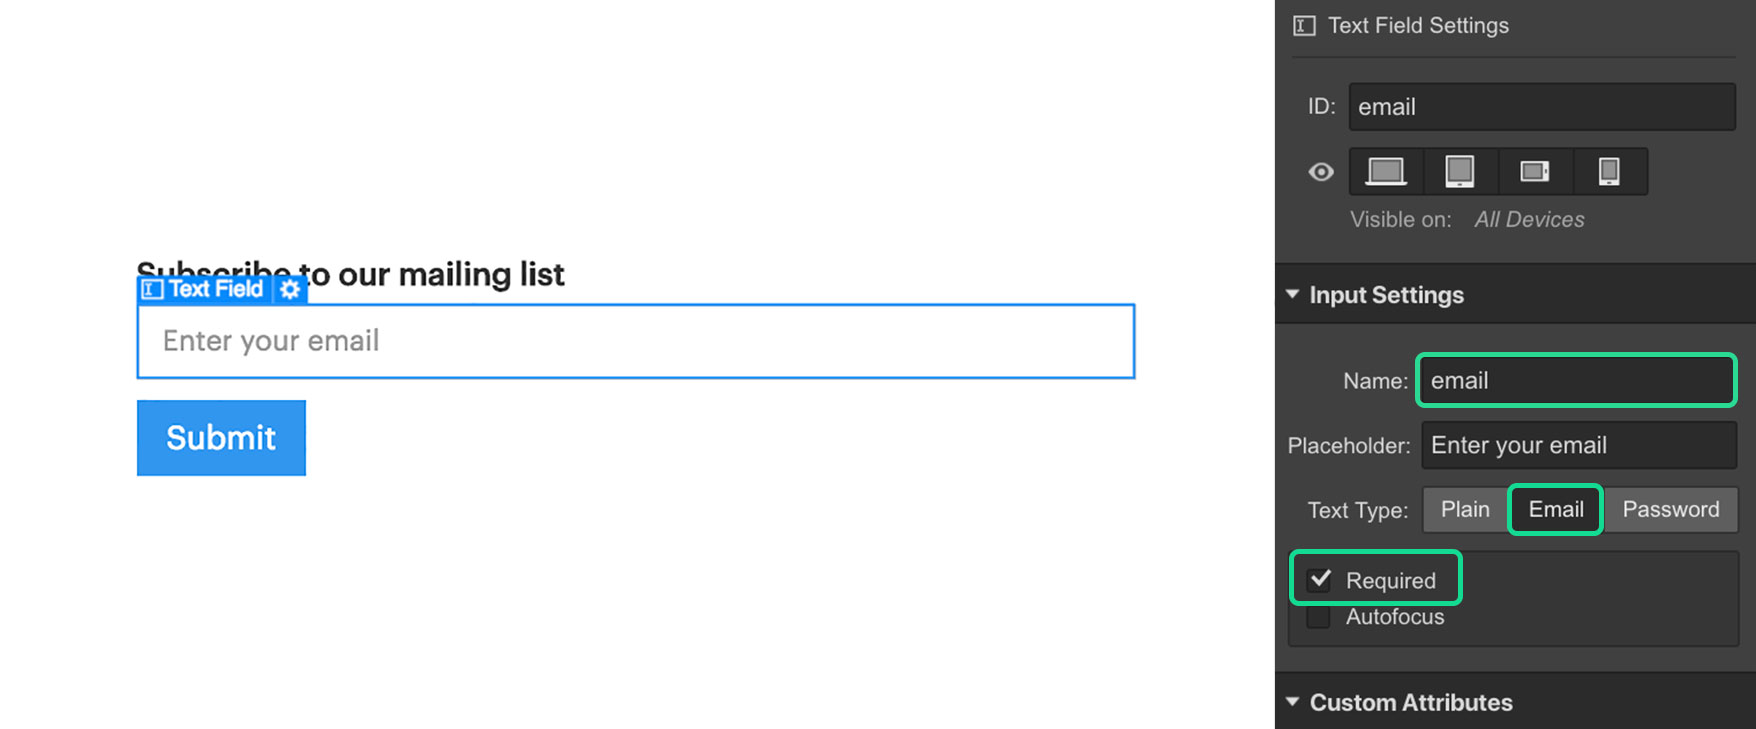 Subscribe to our mailing list
Text Field
Enter your email
Submit
Text Field Settings
ID: email
Visible on: All Devices
Input Settings
Name: email
Placeholder: Enter your email
Text Type: Plain Email Password
Required
Autofocus
Custom Attributes